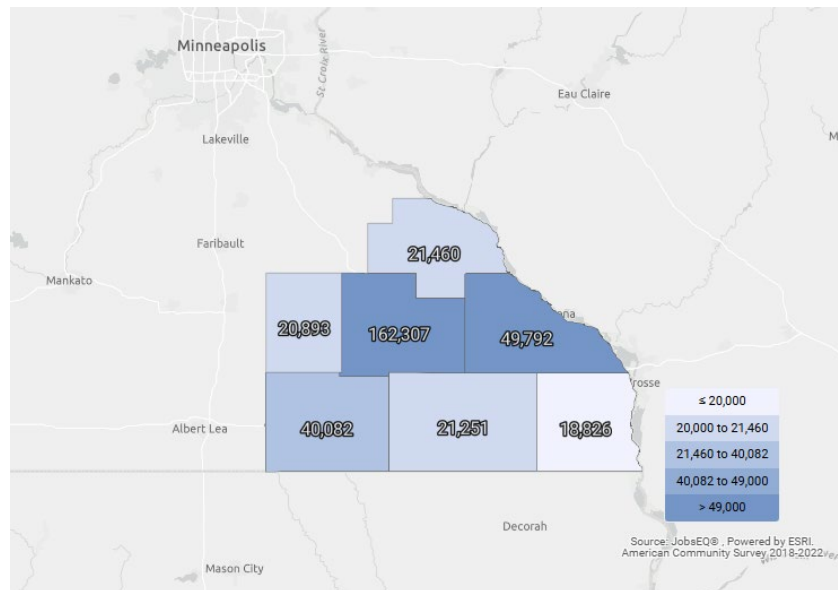 Minneapolis
St Croix River
Eau Claire
Lakeville
Faribault
Mankato
21,460
20,893
162,307
49,792
40,082
21,251
18,826
Albert Lea
Decorah
Mason City
≤ 20,000
20,000 to 21,460
21,460 to 40,082
40,082 to 49,000
> 49,000
Source: JobsEQ® , Powered by ESRI.
American Community Survey 2018-2022